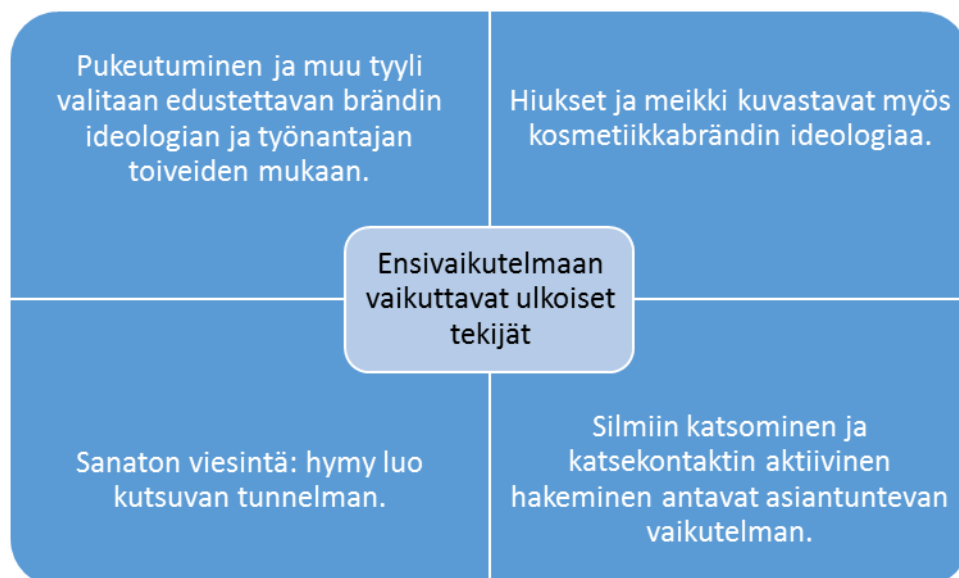 Pukeutuminen ja muu tyyli
valitaan edustettavan brändin
ideologian ja työnantajan
toiveiden mukaan.
Hiukset ja meikki kuvastavat myös
kosmetiikkabrändin ideologiaa.
Ensivaikutelmaan
vaikuttavat ulkoiset
tekijät
Sanaton viesintä: hymy luo
kutsuvan tunnelman.
Silmiin katsominen ja
katsekontaktin aktiivinen
hakeminen antavat asiantuntevan
vaikutelman.